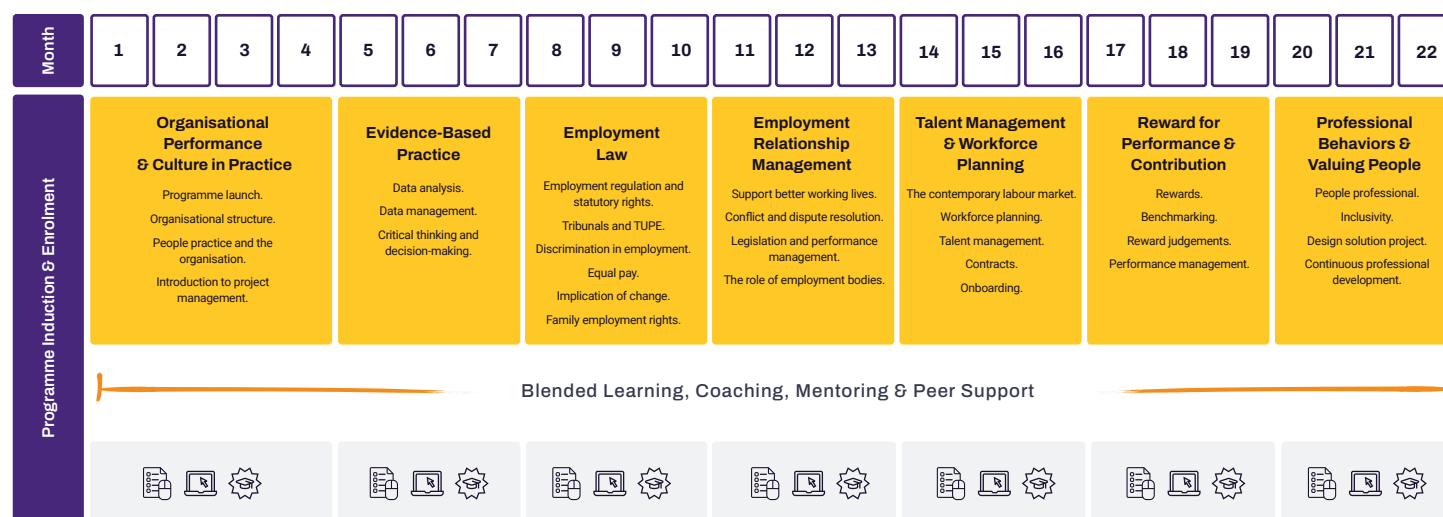 Month
1 2 3 4 5 6 7 8 9 10 11 12 13 14 15 16 17 18 19 20 21 22
Programme Induction & Enrolment
Organisational
Performance
& Culture in Practice
Programme launch.
Organisational structure.
People practice and the
organisation.
Introduction to project
management.
Evidence-Based
Practice
Data analysis.
Data management.
Critical thinking and
decision-making.
Employment
Law
Employment regulation and
statutory rights.
Tribunals and TUPE.
Discrimination in employment.
Equal pay.
Implication of change.
Family employment rights.
Employment
Relationship
Management
Support better working lives.
Conflict and dispute resolution.
Legislation and performance
management.
The role of employment bodies.
Talent Management
& Workforce
Planning
The contemporary labour market.
Workforce planning.
Talent management.
Contracts.
Onboarding.
Reward for
Performance &
Contribution
Rewards.
Benchmarking.
Reward judgements.
Performance management.
Professional
Behaviors &
Valuing People
People professional.
Inclusivity.
Design solution project.
Continuous professional
development.
Blended Learning, Coaching, Mentoring & Peer Support